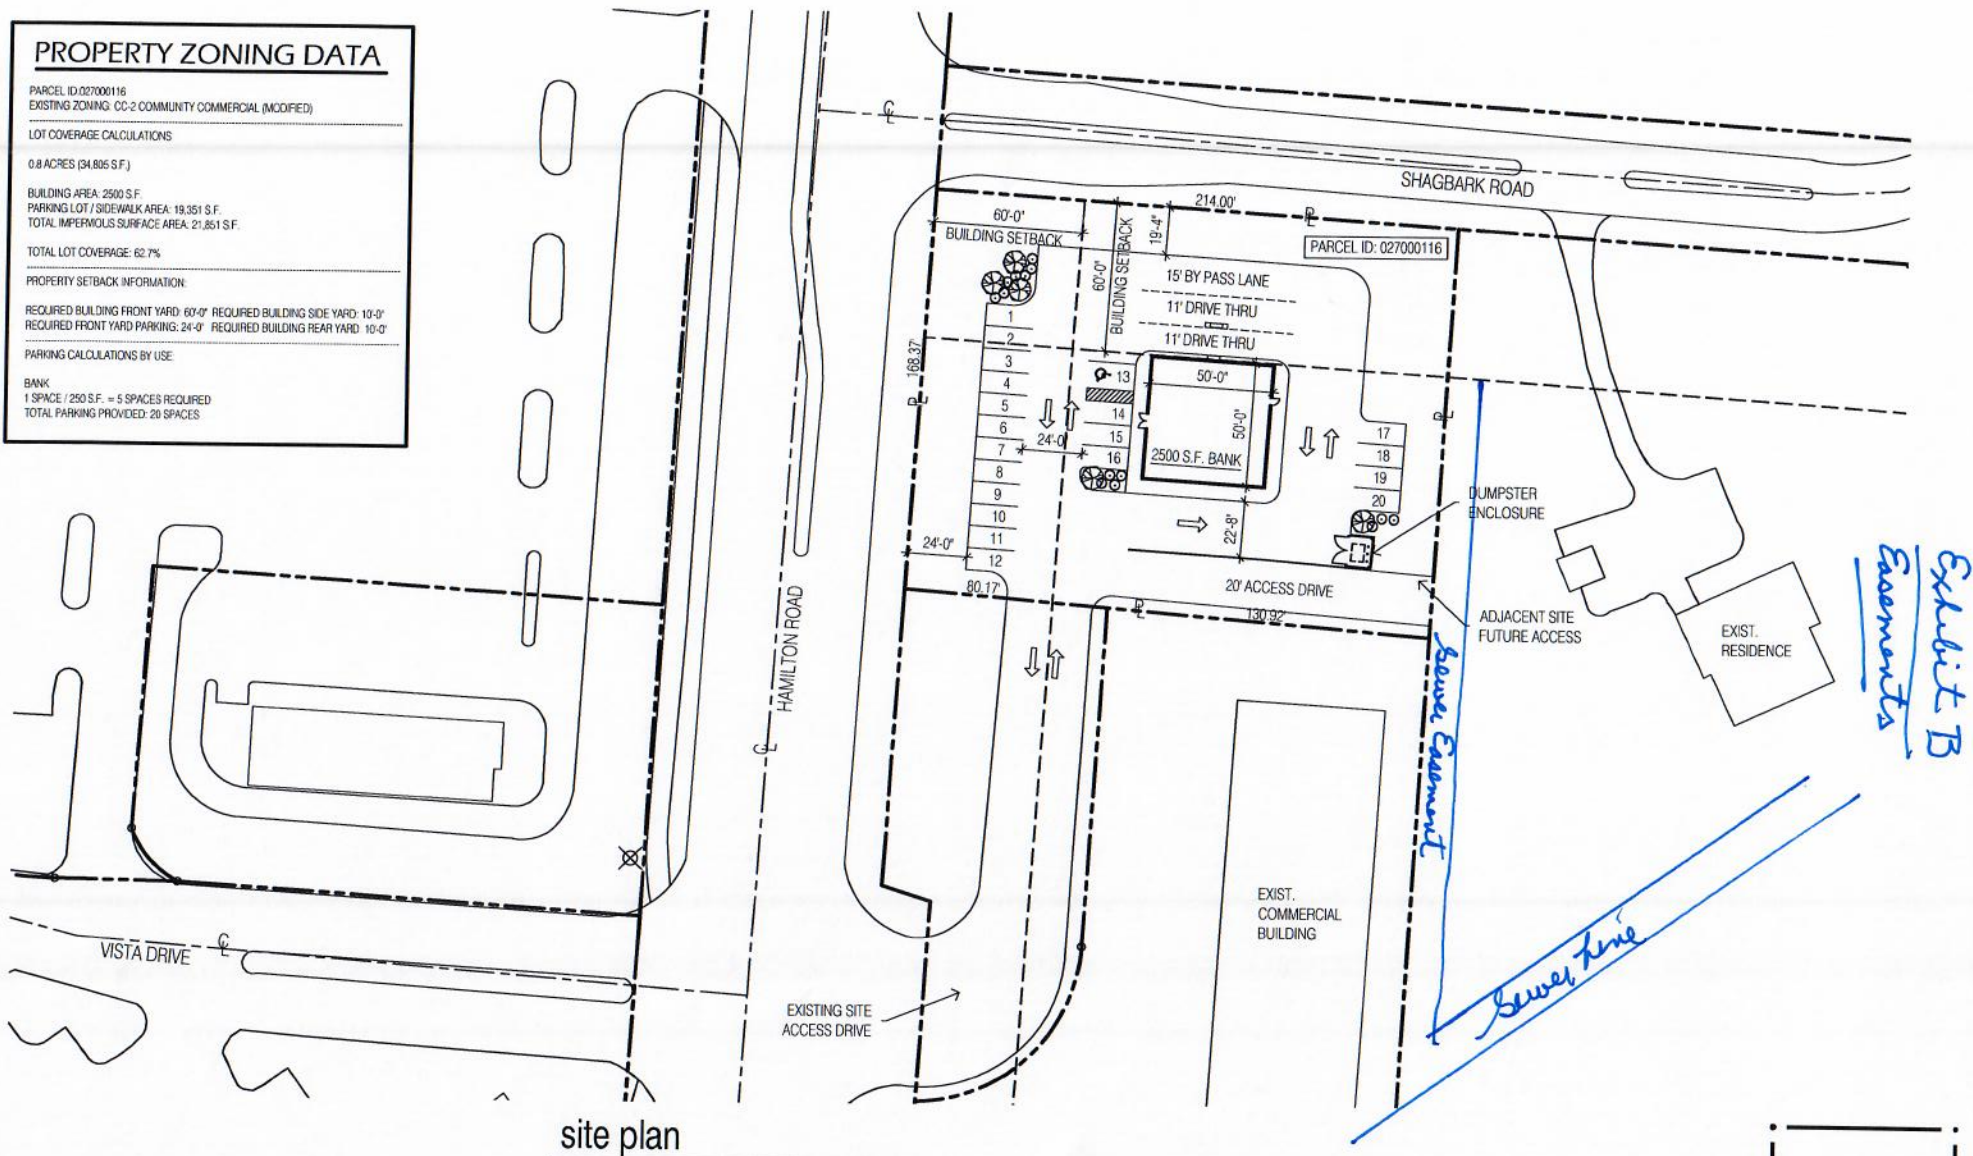 PROPERTY ZONING DATA
PARCEL ID:027000116
EXISTING ZONING: CC-2 COMMUNITY COMMERCIAL (MODIFIED)
LOT COVERAGE CALCULATIONS
0.8 ACRES (34,805 S.F.)
BUILDING AREA: 2500 S.F.
PARKING LOT / SIDEWALK AREA: 19,351 S.F.
TOTAL IMPERMOUS SURFACE AREA: 21,851 S.F.
TOTAL LOT COVERAGE: 62.7%
PROPERTY SETBACK INFORMATION:
REQUIRED BUILDING FRONT YARD: 60'-0" REQUIRED BUILDING SIDE YARD: 10'-0"
REQUIRED FRONT YARD PARKING: 24'-0" REQUIRED BUILDING REAR YARD: 10'-0"
PARKING CALCULATIONS BY USE
BANK
1 SPACE / 250 S.F. = 5 SPACES REQUIRED
TOTAL PARKING PROVIDED: 20 SPACES
CL
SHAGBARK ROAD
214.00'
PL
PARCEL ID: 027000116
60'-0"
BUILDING SETBACK
60'-0"
BUILDING SETBACK
19'-4"
15' BY PASS LANE
11' DRIVE THRU
11' DRIVE THRU
168.37'
PL
1
2
3
4
5
6
7
8
9
10
11
12
13
14
15
16
24'-0
50'-0"
50'-0"
2500 S.F. BANK
17
18
19
20
PL
DUMPSTER
ENCLOSURE
22'-8"
24'-0"
80.17'
20' ACCESS DRIVE
PL
130.92'
ADJACENT SITE
FUTURE ACCESS
EXIST.
RESIDENCE
Exhibit B
Easements
Sewer Easement
Sewer Line
HAMILTON ROAD
CL
EXIST.
COMMERCIAL
BUILDING
EXISTING SITE
ACCESS DRIVE
VISTA DRIVE
CL
site plan